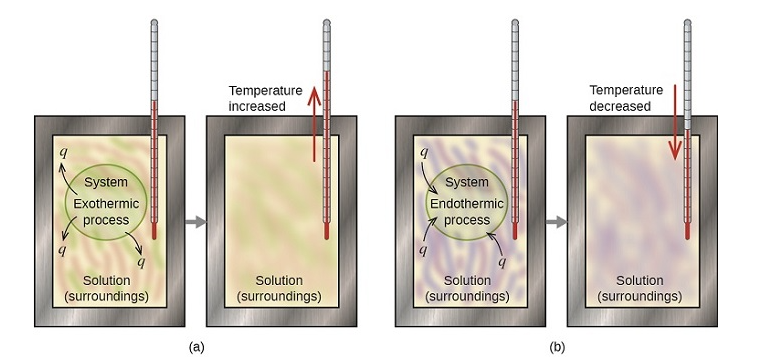 Temperature
increased
q
System
Exothermic
process
q
q
Solution
(surroundings)
Solution
(surroundings)
(a)
Temperature
decreased
q
System
Endothermic
process
q
q
Solution
(surroundings)
Solution
(surroundings)
(b)